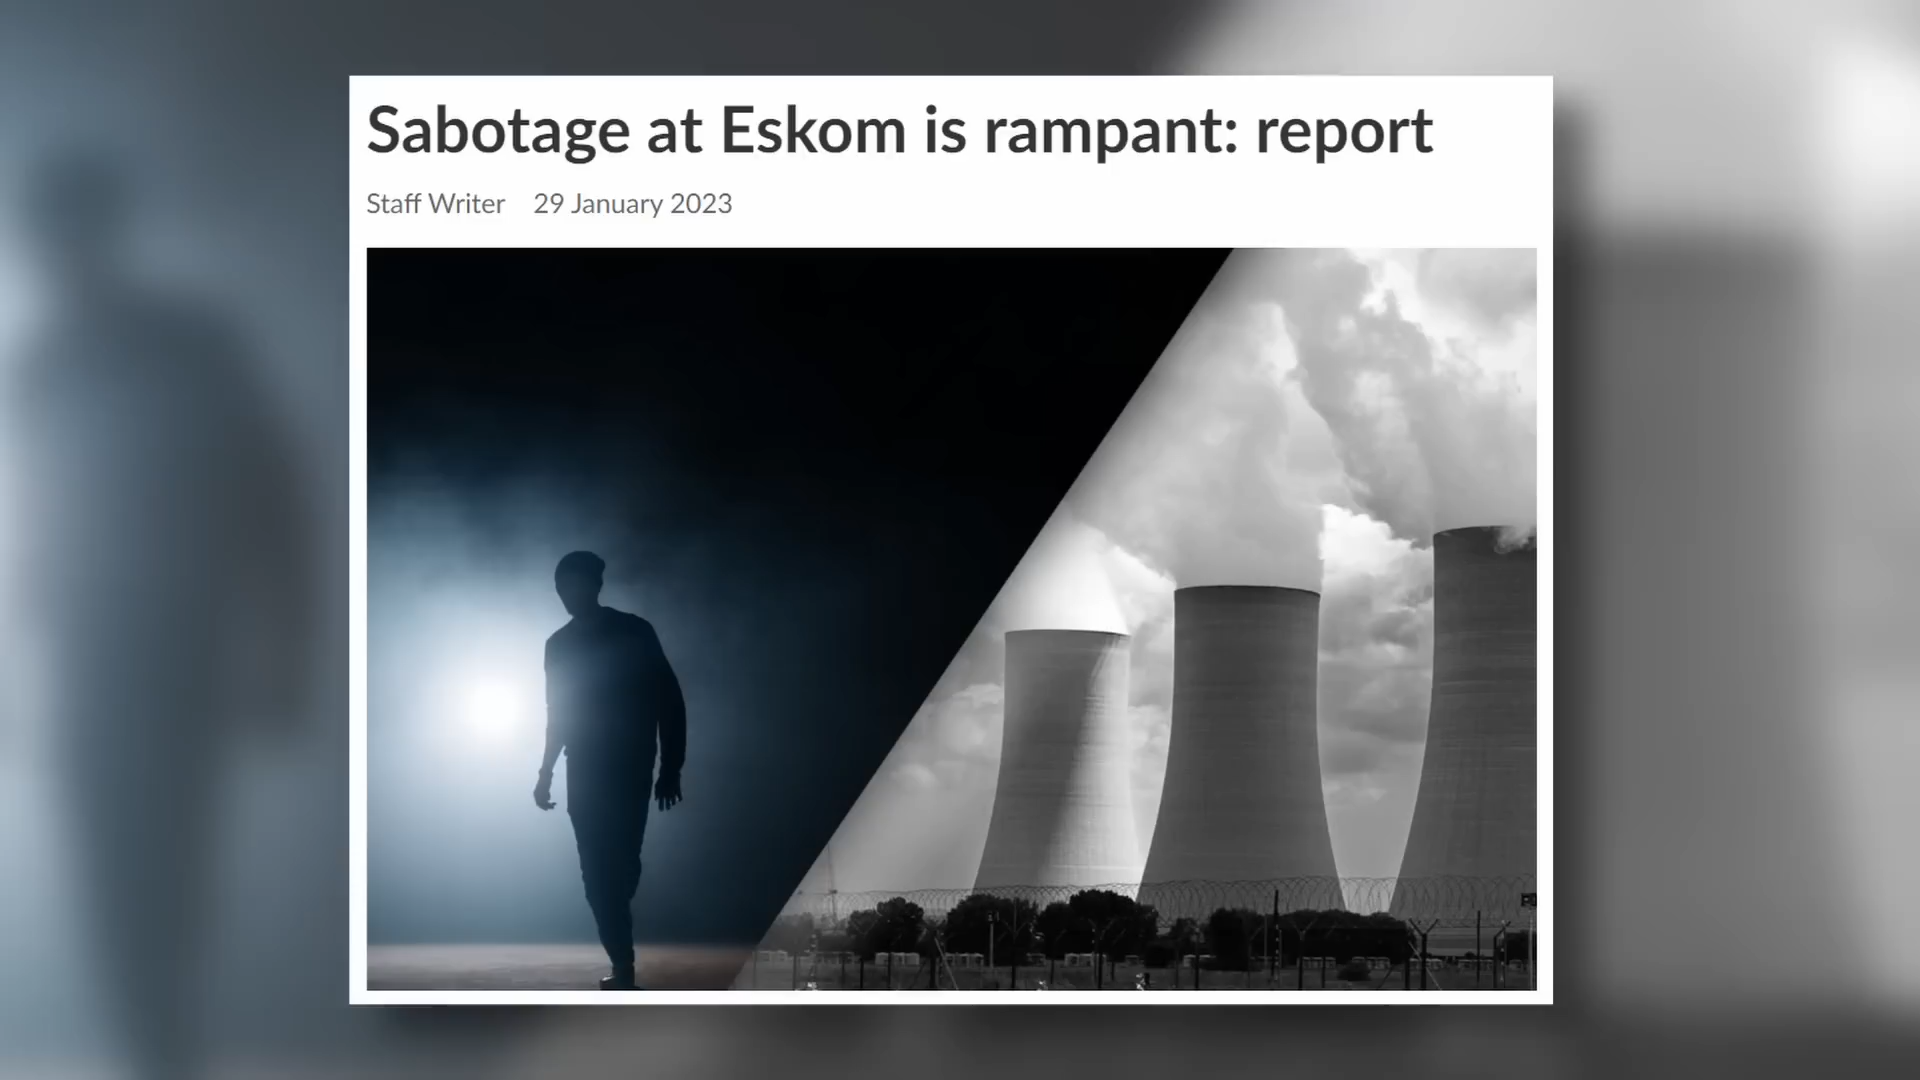 Sabotage at Eskom is rampant: report
Staff Writer 29 January 2023